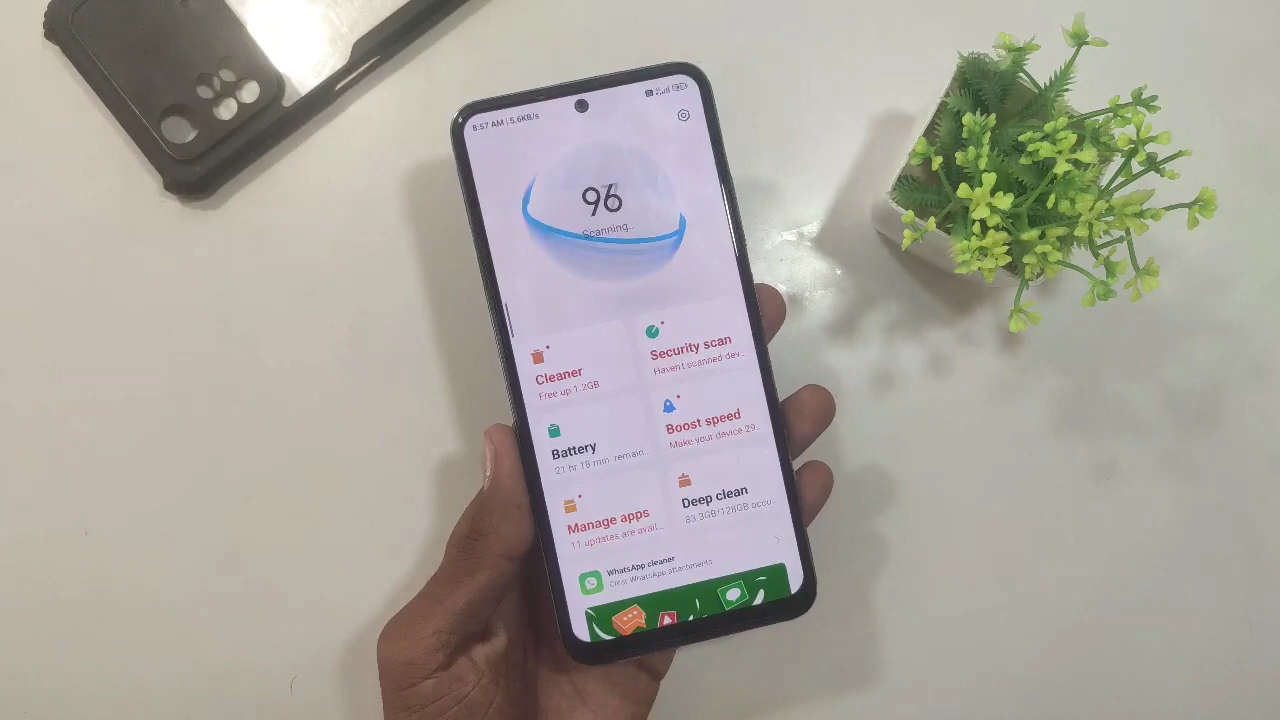 8:57 AM | 5.6KB/s
96
Scanning..
Cleaner
Free up 1.2GB
Security scan
Haven't scanned dev..
Battery
21 hr 18 min remain..
Boost speed
Make your device 29..
Manage apps
11 updates are avail..
Deep clean
83.3GB/128GB occu..
WhatsApp cleaner
Clear WhatsApp attachments